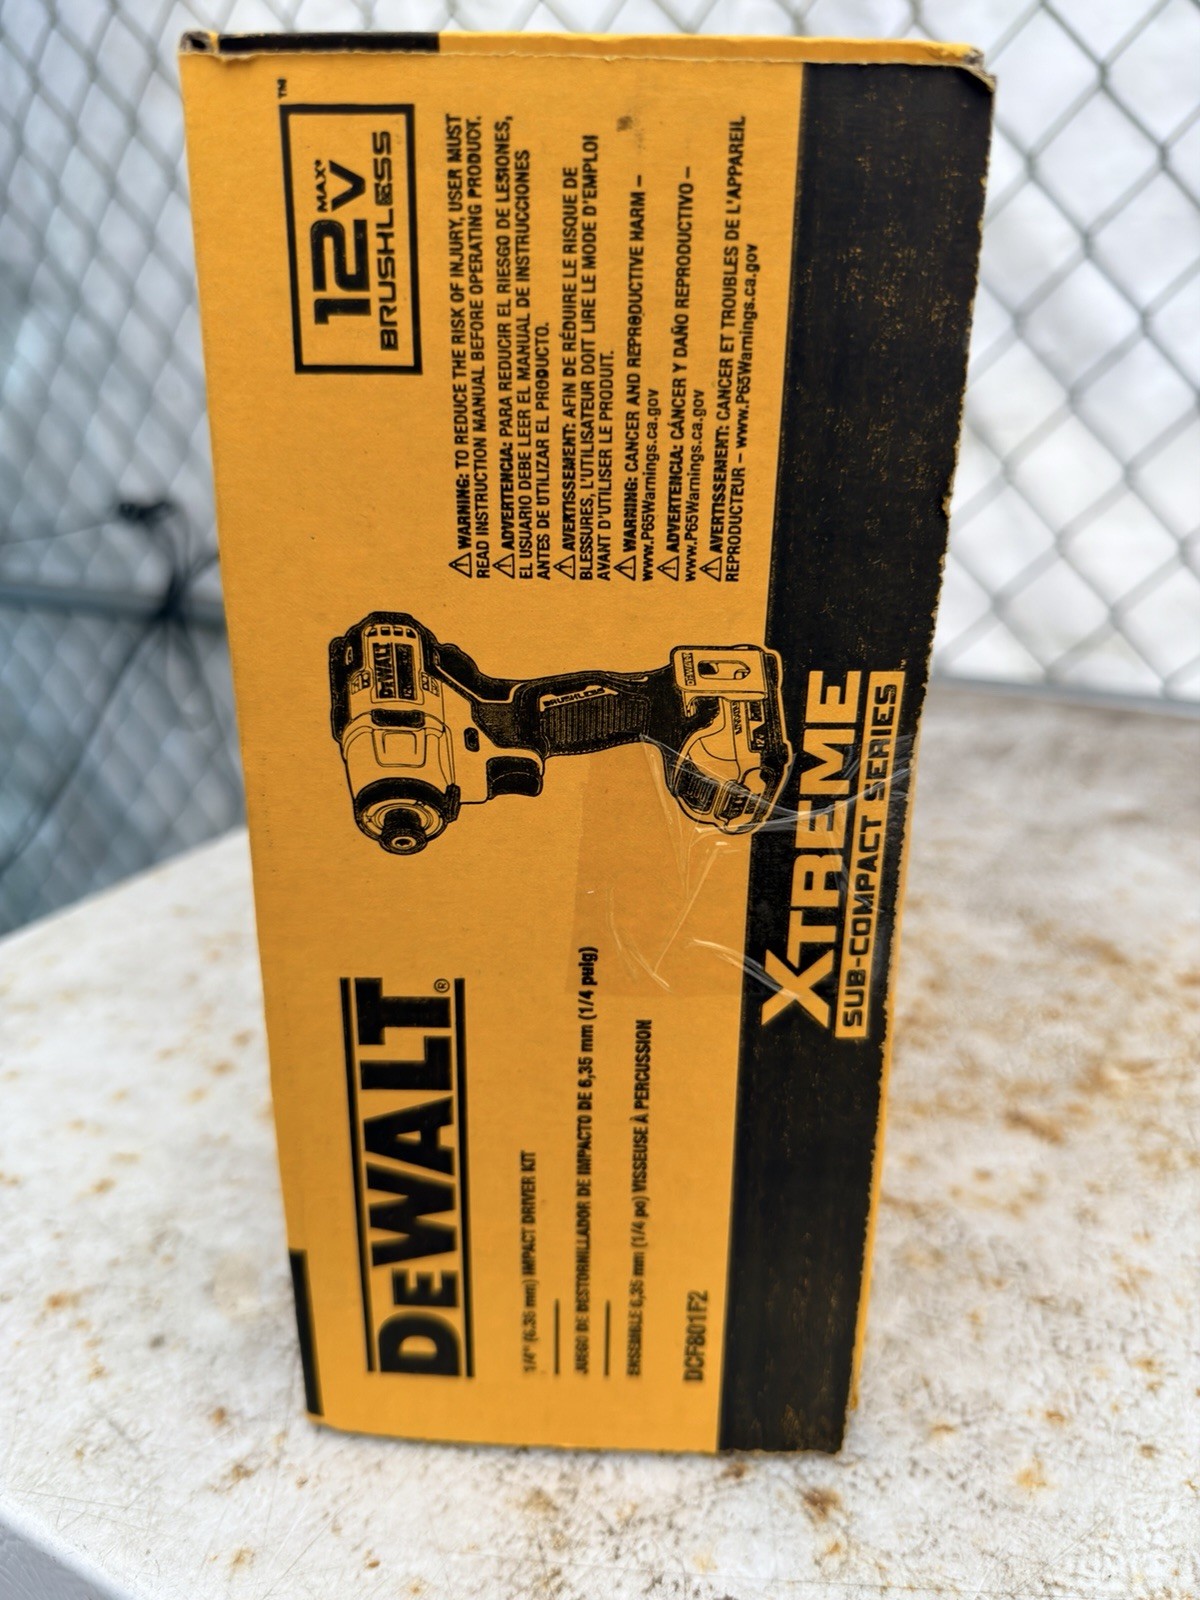 DEWALT®
1/4" (6.35 mm) IMPACT DRIVER KIT
JUEGO DE DESTORNILLADOR DE IMPACTO DE 6,35 mm (1/4 pulg)
ENSEMBLE 6,35 mm (1/4 po) VISSEUSE À PERCUSSION
DCF801F2
DEWALT
BRUSHLESS
DEWALT
12V MAX*
BRUSHLESS™
⚠ WARNING: TO REDUCE THE RISK OF INJURY, USER MUST
READ INSTRUCTION MANUAL BEFORE OPERATING PRODUCT.
⚠ ADVERTENCIA: PARA REDUCIR EL RIESGO DE LESIONES,
EL USUARIO DEBE LEER EL MANUAL DE INSTRUCCIONES
ANTES DE UTILIZAR EL PRODUCTO.
⚠ AVERTISSEMENT: AFIN DE RÉDUIRE LE RISQUE DE
BLESSURES, L'UTILISATEUR DOIT LIRE LE MODE D'EMPLOI
AVANT D'UTILISER LE PRODUIT.
⚠ WARNING: CANCER AND REPRODUCTIVE HARM –
www.P65Warnings.ca.gov
⚠ ADVERTENCIA: CÁNCER Y DAÑO REPRODUCTIVO –
www.P65Warnings.ca.gov
⚠ AVERTISSEMENT: CANCER ET TROUBLES DE L'APPAREIL
REPRODUCTEUR – www.P65Warnings.ca.gov
XTREME
SUB-COMPACT SERIES